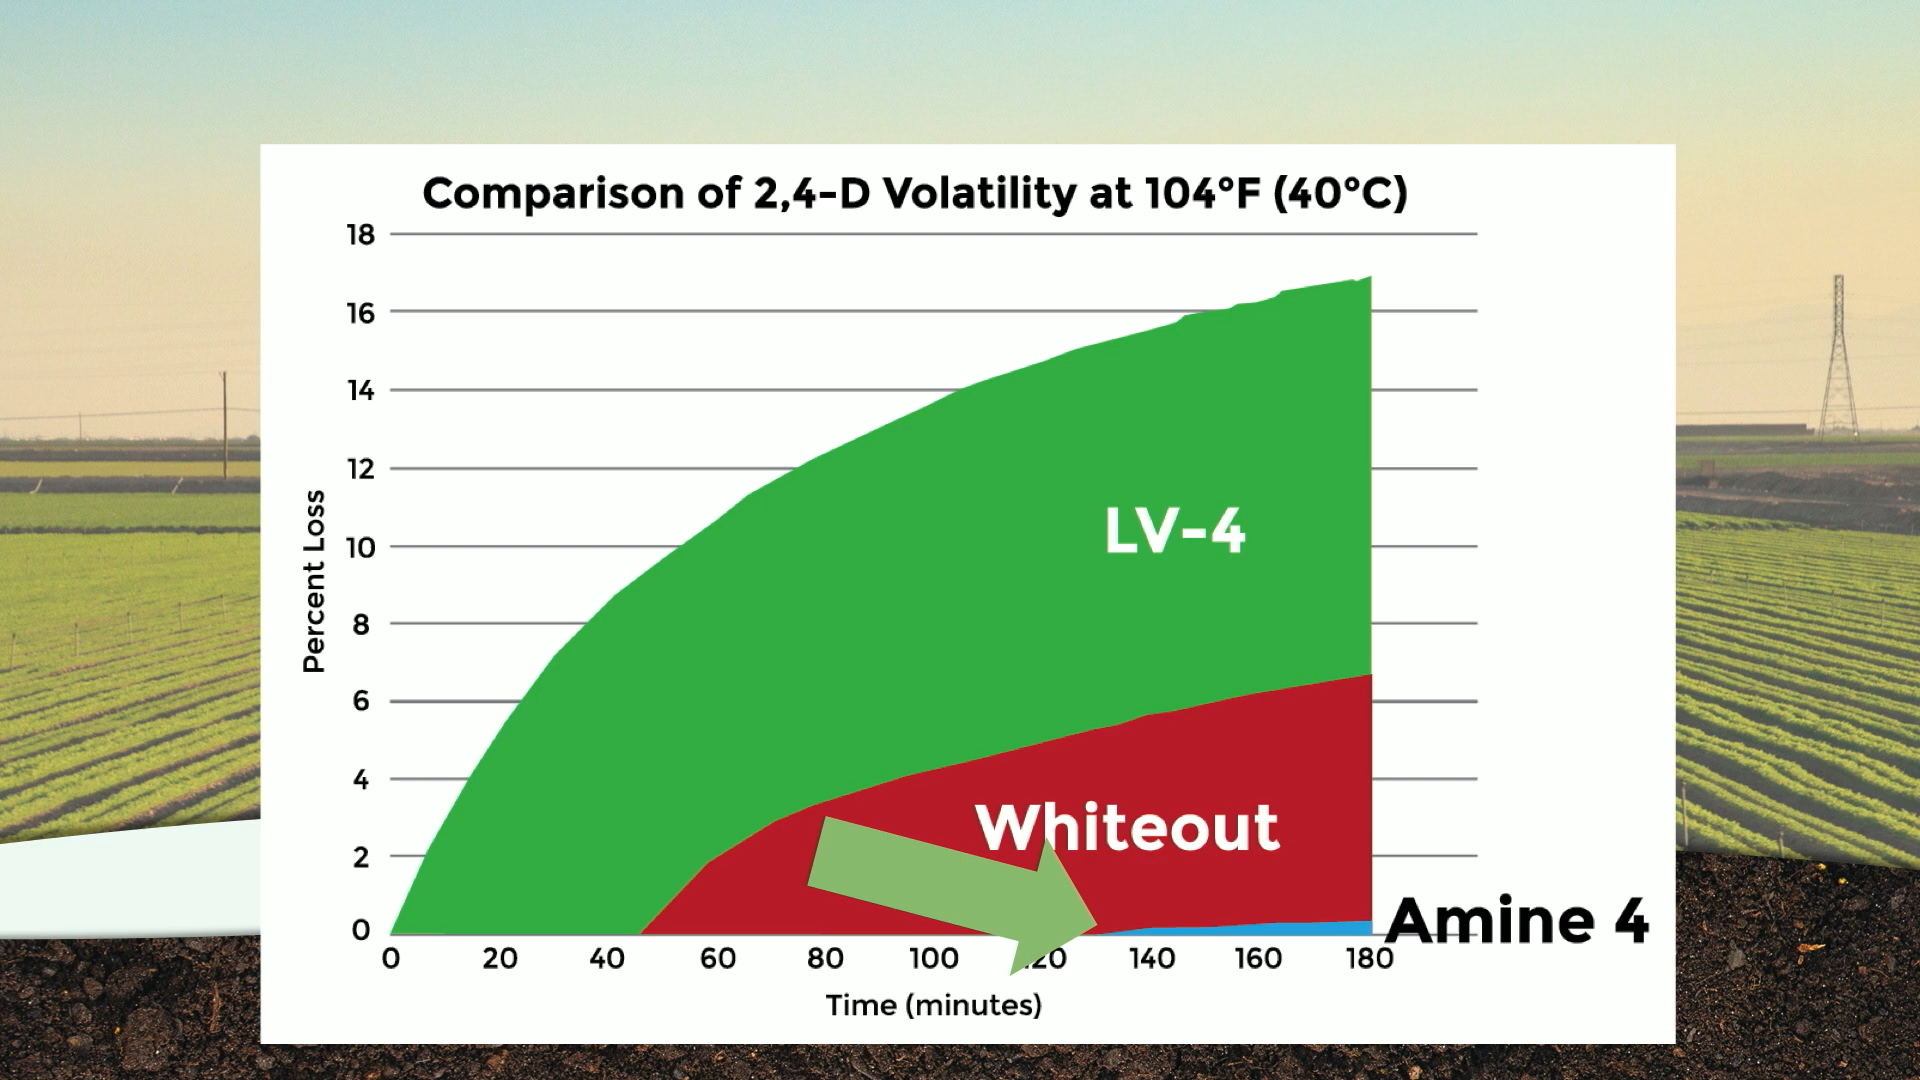 Comparison of 2,4-D Volatility at 104°F (40°C)
18
16
14
12
10
8
6
4
2
0
Percent Loss
LV-4
Whiteout
Amine 4
0 20 40 60 80 100 120 140 160 180
Time (minutes)